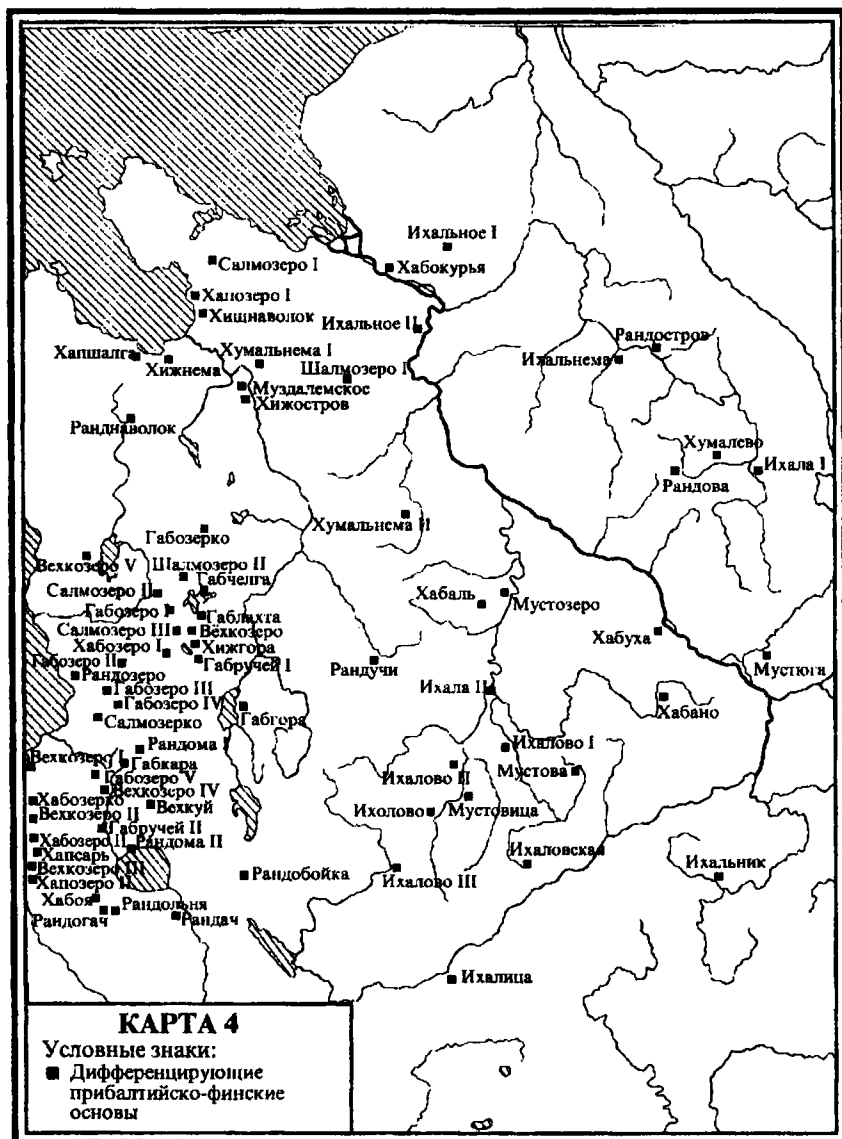 Ихальное I
Хабокурья
Салмозеро I
Хапозеро I
Хищнаволок
Ихальное II
Рандостров
Хапшалга
Хижнема
Хумальнема I
Шалмозеро I
Ихальнема
Муздалемское
Хижостров
Ранднаволок
Хумалево
Ихала I
Рандова
Хумальнема II
Габозерко
Вехкозеро V
Шалмозеро II
Салмозеро II
Габчелга
Хабаль
Мустозеро
Габозеро I
Габлахта
Салмозеро III
Вёхкозеро
Хабуха
Хабозеро I
Хижгора
Габозеро II
Габручей I
Рандучи
Мустюга
Рандозеро
Габозеро III
Ихала II
Габозеро IV
Хабано
Салмозерко
Габгора
Рандома I
Ихалово I
Вехкозеро I
Габкара
Ихалово II
Мустова
Габозеро V
Вехкозеро IV
Хабозерко
Вехкуй
Ихолово
Мустовица
Вехкозеро II
Габручей II
Хабозеро II
Рандома II
Хапсарь
Ихаловская
Вехкозеро III
Рандобойка
Ихалово III
Ихальник
Хапозеро II
Хабоя
Рандольня
Рандогач
Рандач
Ихалица
КАРТА 4
Условные знаки:
Дифференцирующие
прибалтийско-финские
основы